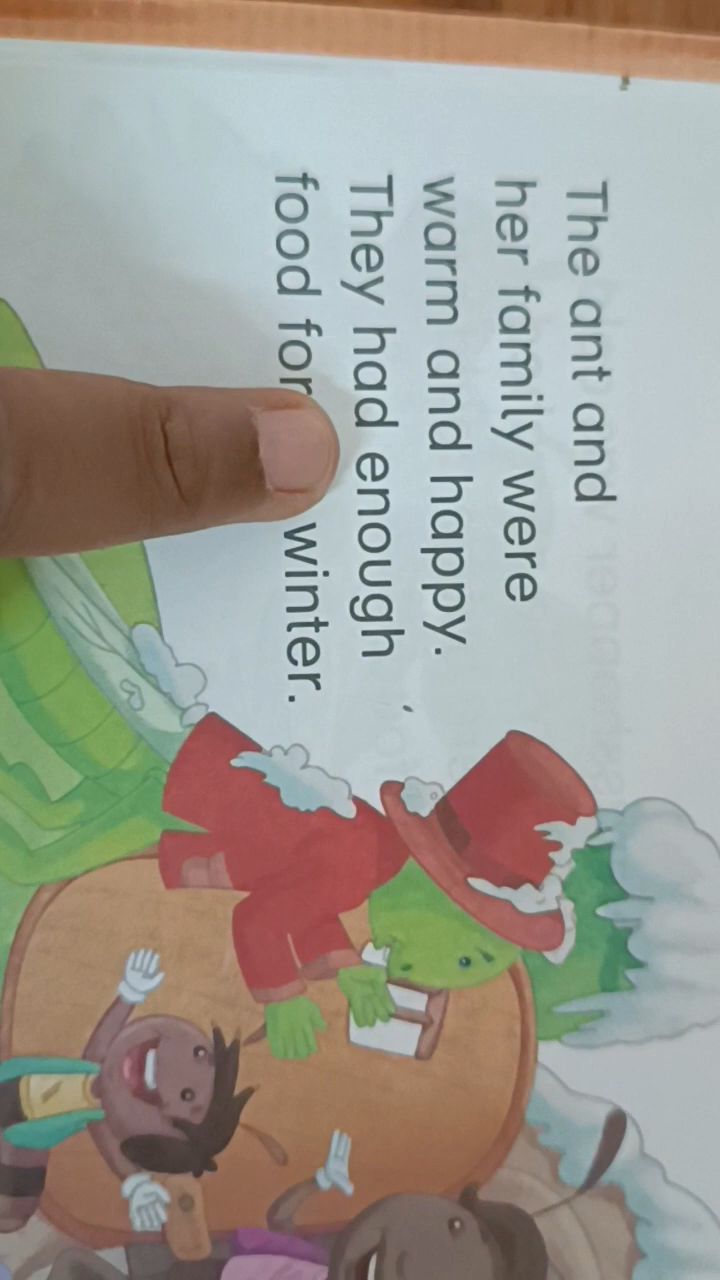 The ant and
her family were
warm and happy.
They had enough
food for winter.